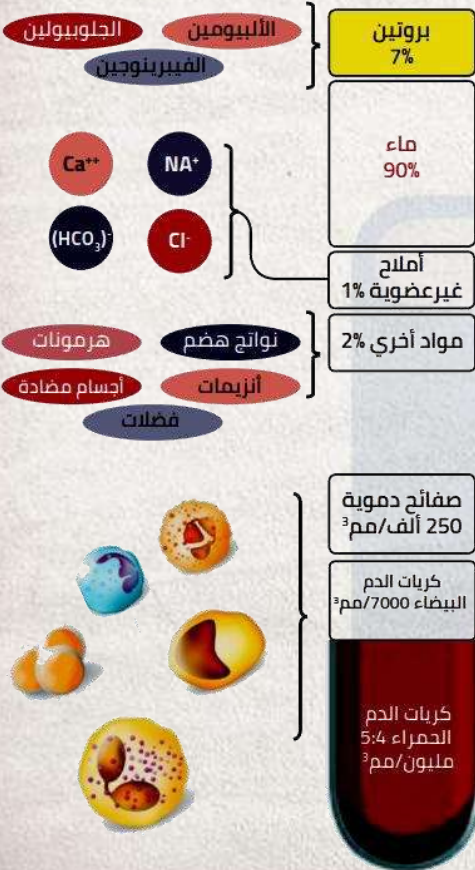 بروتين
7%
الألبيومين
الجلوبيولين
الفيبرينوجين
ماء
90%
NA⁺
Ca⁺⁺
Cl⁻
(HCO₃)⁻
أملاح
غيرعضوية 1%
مواد أخري 2%
نواتج هضم
هرمونات
أنزيمات
أجسام مضادة
فضلات
صفائح دموية
250 ألف/مم³
كريات الدم
البيضاء 7000/مم³
كريات الدم
الحمراء 5:4
مليون/مم³